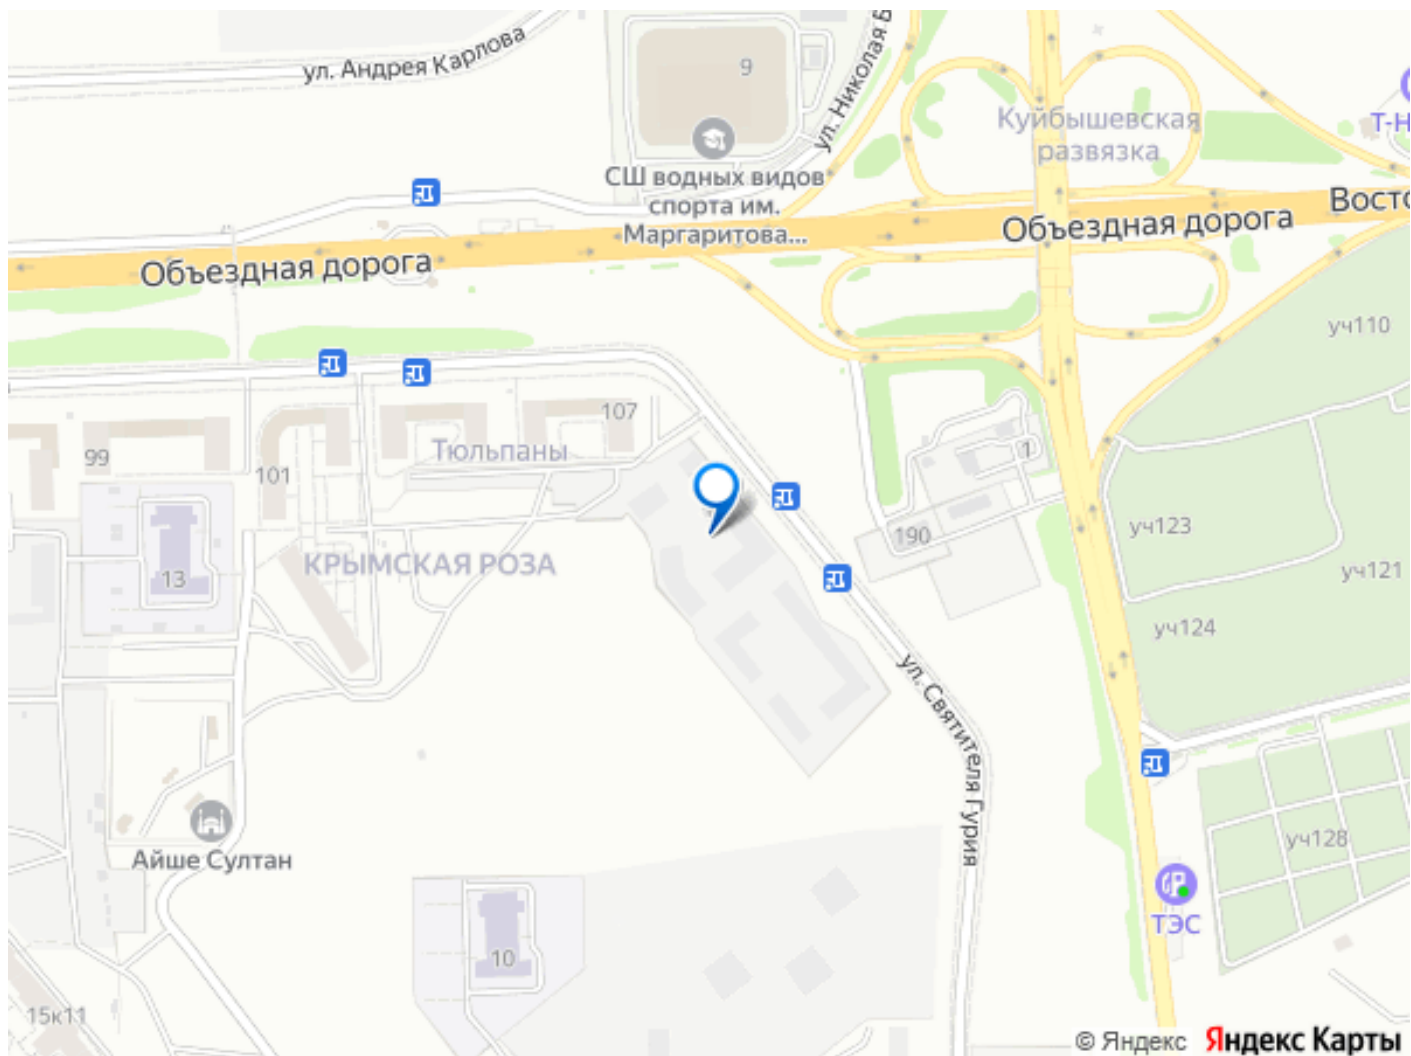 ул. Андрея Карлова
9
ул. Николая Б
Куйбышевская
развязка
Т-Н
СШ водных видов
спорта им.
Маргаритова...
Восто
Объездная дорога
Объездная дорога
уч110
107
Тюльпаны
99
101
1
190
уч123
КРЫМСКАЯ РОЗА
13
уч121
уч124
ул. Святителя Гурия
уч128
Айше Султан
ТЭС
10
15к11
© Яндекс Яндекс Карты